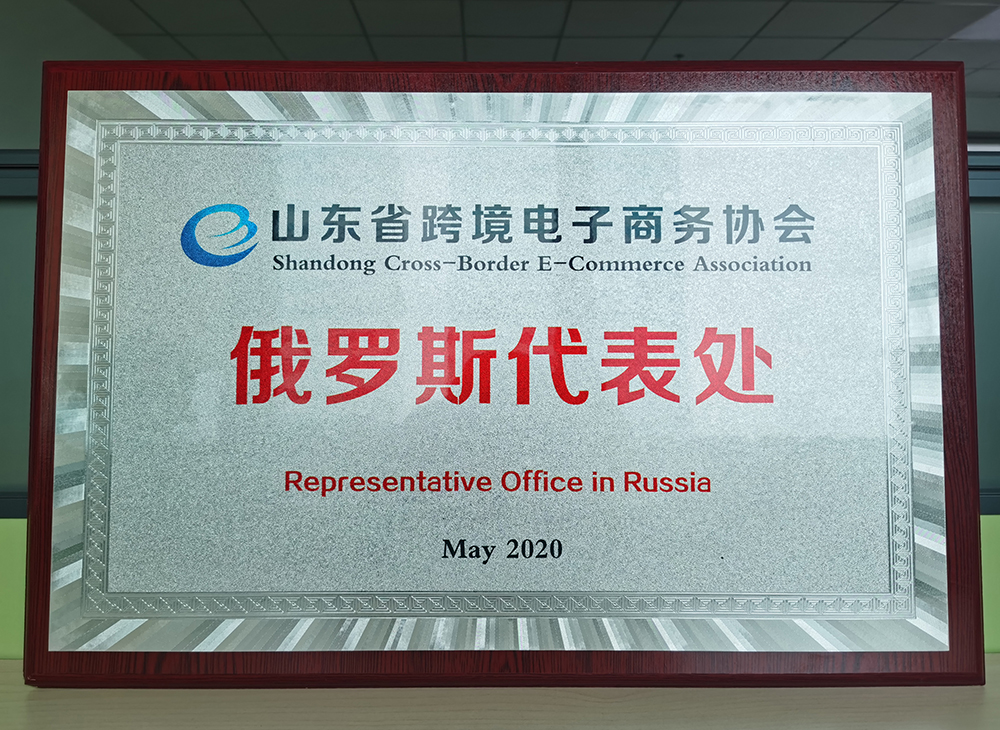 山东省跨境电子商务协会
Shandong Cross-Border E-Commerce Association
俄罗斯代表处
Representative Office in Russia
May 2020